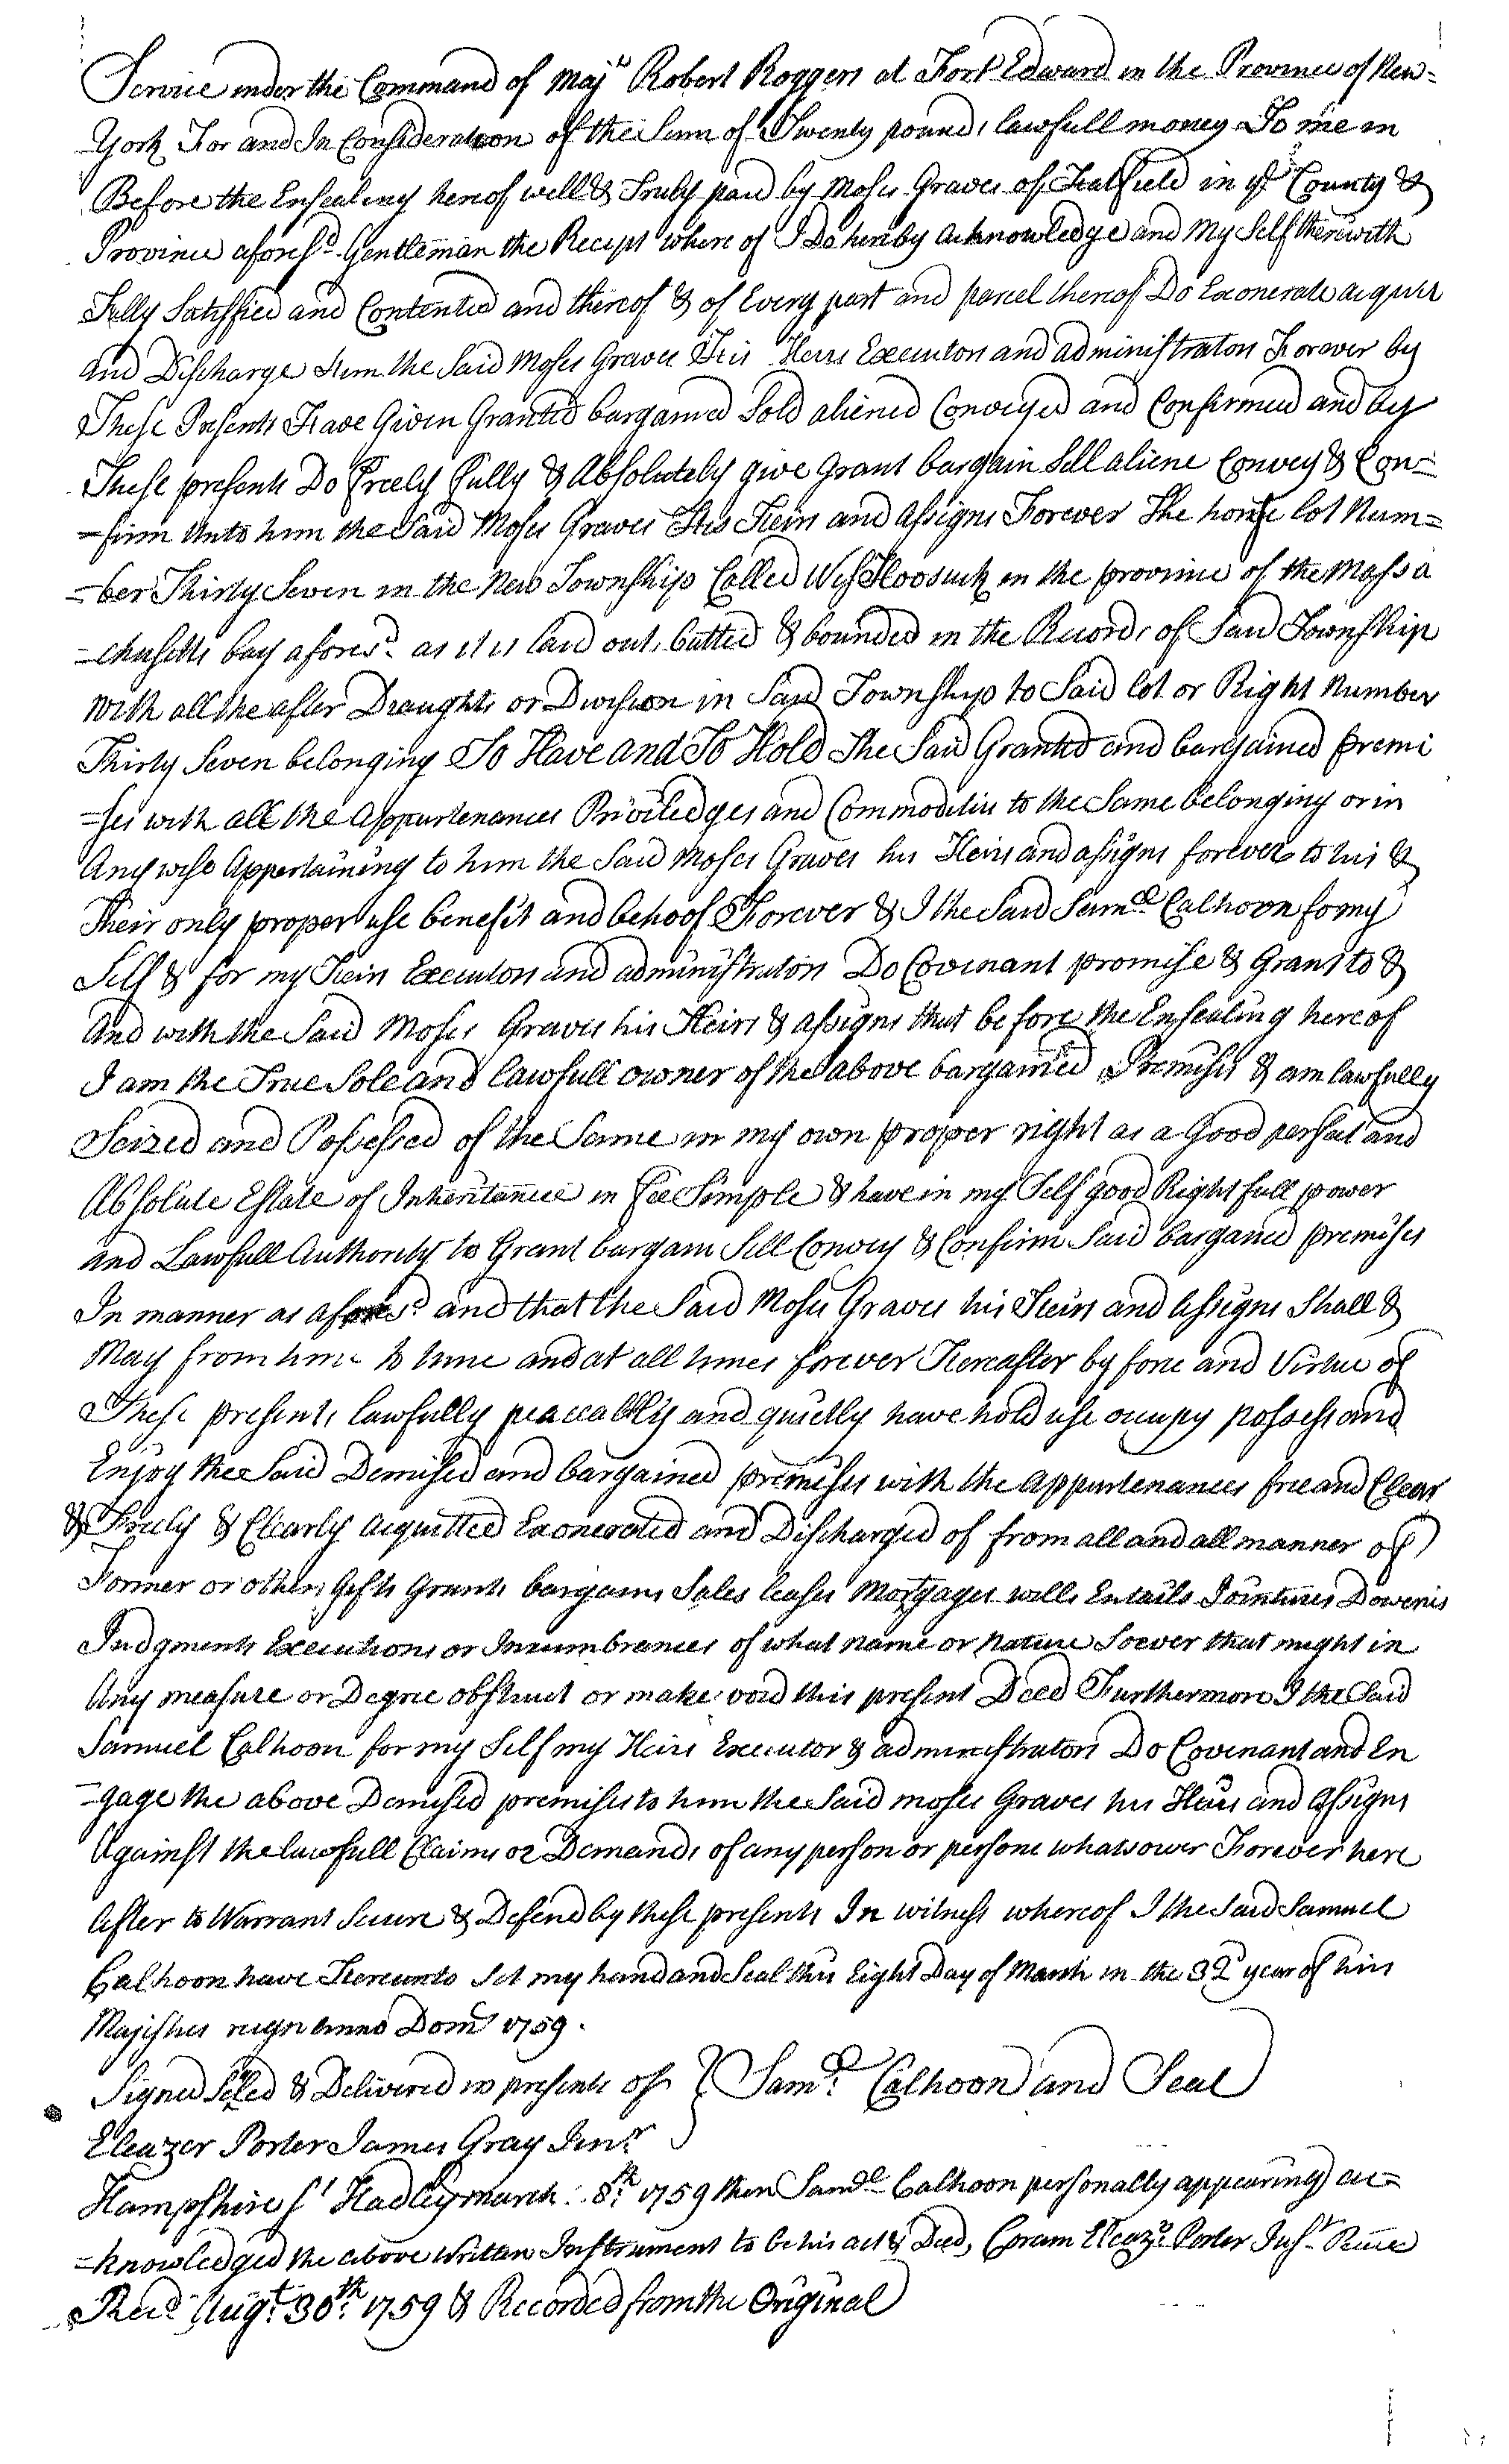 Service under the Command of Majr Robert Roggers at Fort Edward in the Province of New=
York For and In Consideration of the Sum of Twenty pounds lawfull money To me in
Before the Ensealing hereof well & Truly paid by Moses Graves of Hatfield in ye County &
Province aforesd Gentleman the Recept where of I Do hereby Acknowledge and My Self therewith
Fully Satisfied and Contented and thereof & of Every part and parcel thereof Do Exonerate acquit
and Discharge Him the Said Moses Graves His Heirs Executors and administrators Forever by
These Presents Have Given Granted bargained Sold aliened Conveyed and Confirmed and by
These presents Do Freely Fully & Absolutely give Grant bargain Sell aliene Convey & Con=
=firm Unto him the Said Moses Graves His Heirs and Assigns Forever The house lot Num=
=ber Thirty Seven in the New Township Called West Hoosuck in the province of the Massa
=chusetts bay aforesd as it is laid out, butted & bounded in the Records of Said Township
with all the after Draughts or Division in Said Township to Said lot or Right Number
Thirty Seven belonging To Have and To Hold The Said Granted and bargained premi
=ses with all the Appurtenances Priviledges and Commodities to the Same belonging or in
Any wise Appertaining to him the Said Moses Graves his Heirs and assigns forever to his &
Their only proper use benefit and behoof Forever & I the Said Samll Calhoon for my
Self & for my Heirs Executors and administrators Do Covenant promise & Grant to &
And with the Said Moses Graves his Heirs & assigns that before the Ensealing hereof
I am the True Sole and lawfull owner of the above bargained Premises & am lawfully
Seized and Possessed of the Same in my own proper right as a Good perfect and
Absolute Estate of Inheritance in Fee Simple & have in my Self good Right full power
and Lawfull Authority to Grant bargain Sell Convey & Confirm Said bargained premises
In manner as aforesd and that the Said Moses Graves his Heirs and Assigns Shall &
May from time to time and at all times forever Hereafter by force and Virtue of
These presents lawfully peaceably and quietly have hold use occupy possess and
Enjoy the Said Demised and bargained premises with the Appurtenances free and Clear
& Truly & Clearly Acquitted Exonerated and Discharged of from all and all manner of
Former or other Gifts Grants bargains Sales leases Mortgages wills Entails Jointures Doweries
Judgments Executions or Incumbrances of what name or nature Soever that might in
Any measure or Degree obstruct or make void this present Deed Furthermore I the Said
Samuel Calhoon for my Self my Heirs Executor & administrators Do Covenant and En
=gage the above Demised premises to him the Said moses Graves his Heirs and Assigns
Against the lawfull Claims or Demands of any person or persons whatsoever Forever here
After to Warrant Secure & Defend by these presents In witness whereof I the Said Samuel
Calhoon have Hereunto Set my hand and Seal this Eight Day of March in the 32d year of him
Majesties reign Anno Domi 1759.
Signed Seled & Delivered in presents of } Samll Calhoon and Seal
Eleazer Porter James Gray Junr
Hampshire ss Hadley march 8th 1759 then Samll Calhoon personally appearing ac=
=knowledged the above Written Instrument to be his act & Deed, Coram Eleazr Porter Just Peace
Recd Augt 30th 1759 & Recorded from the Original